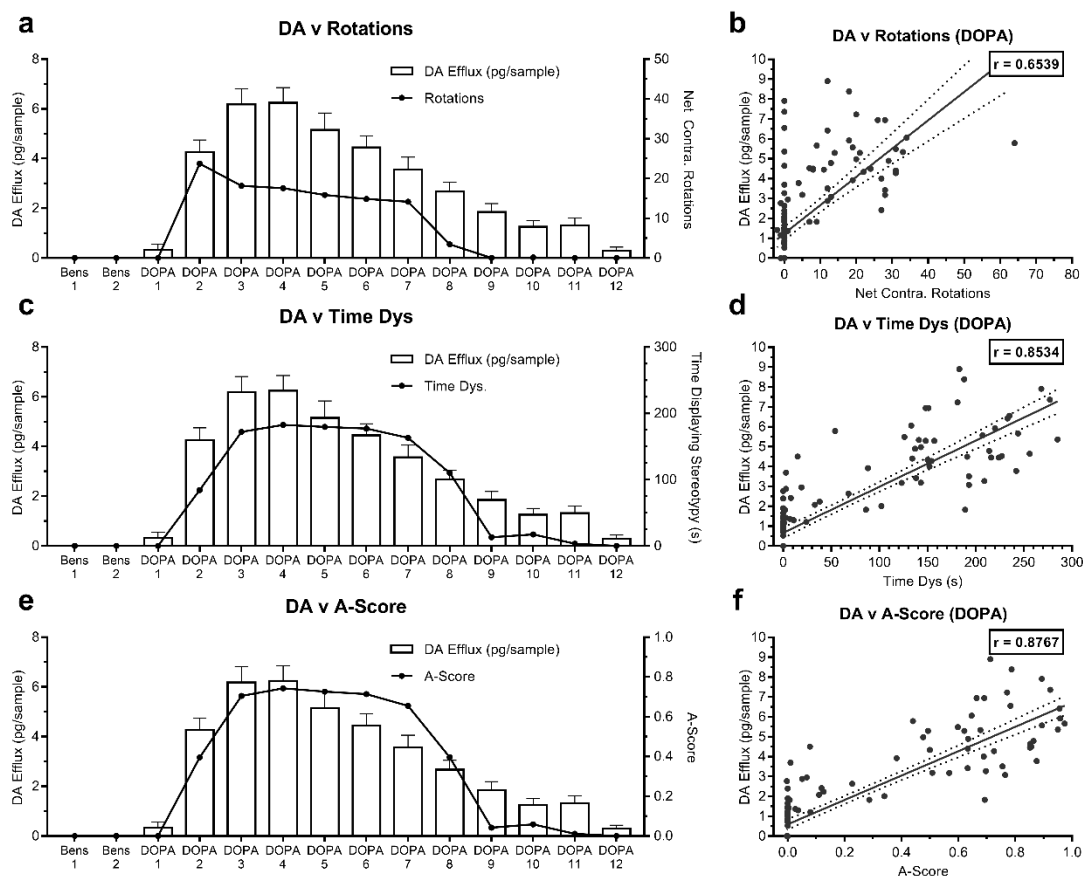 a
DA v Rotations
DA Efflux (pg/sample)
Rotations
DA Efflux (pg/sample)
Net Contra. Rotations
8
6
4
2
0
50
40
30
20
10
0
Bens 1
Bens 2
DOPA 1
DOPA 2
DOPA 3
DOPA 4
DOPA 5
DOPA 6
DOPA 7
DOPA 8
DOPA 9
DOPA 10
DOPA 11
DOPA 12
b
DA v Rotations (DOPA)
r = 0.6539
DA Efflux (pg/sample)
10
9
8
7
6
5
4
3
2
1
0
0 10 20 30 40 50 60 70 80
Net Contra. Rotations
c
DA v Time Dys
DA Efflux (pg/sample)
Time Dys.
DA Efflux (pg/sample)
Time Displaying Stereotypy (s)
8
6
4
2
0
300
200
100
0
Bens 1
Bens 2
DOPA 1
DOPA 2
DOPA 3
DOPA 4
DOPA 5
DOPA 6
DOPA 7
DOPA 8
DOPA 9
DOPA 10
DOPA 11
DOPA 12
d
DA v Time Dys (DOPA)
r = 0.8534
DA Efflux (pg/sample)
10
9
8
7
6
5
4
3
2
1
0
0 50 100 150 200 250 300
Time Dys (s)
e
DA v A-Score
DA Efflux (pg/sample)
A-Score
DA Efflux (pg/sample)
A-Score
8
6
4
2
0
1.0
0.8
0.6
0.4
0.2
0.0
Bens 1
Bens 2
DOPA 1
DOPA 2
DOPA 3
DOPA 4
DOPA 5
DOPA 6
DOPA 7
DOPA 8
DOPA 9
DOPA 10
DOPA 11
DOPA 12
f
DA v A-Score (DOPA)
r = 0.8767
DA Efflux (pg/sample)
10
9
8
7
6
5
4
3
2
1
0
0.0 0.2 0.4 0.6 0.8 1.0
A-Score